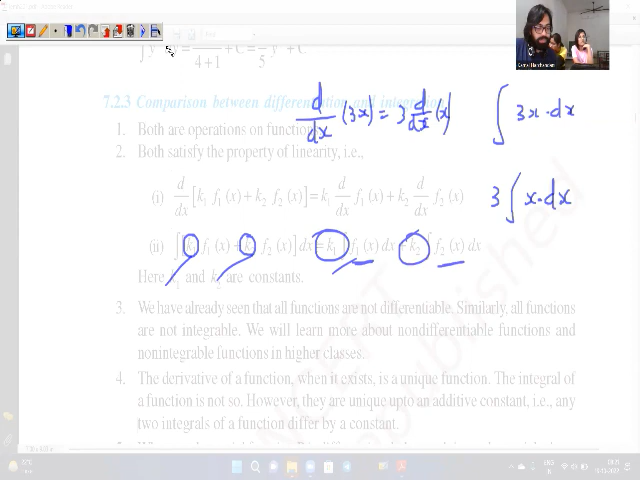 ∫y dy = 4+1 + C = 5 y + C
7.2.3 Comparison between differentiation and integration
d/dx (3x) = 3 d/dx (x)
∫ 3x · dx
1. Both are operations on function
2. Both satisfy the property of linearity, i.e.,
(i) d/dx [k₁ f₁ (x) + k₂ f₂ (x)] = k₁ d/dx f₁ (x) + k₂ d/dx f₂ (x)
3 ∫ x · dx
(ii) ∫[k₁ f₁ (x) + k₂ f₂ (x)] dx = k₁ ∫ f₁ (x) dx + k₂ ∫ f₂ (x) dx
Here k₁ and k₂ are constants.
3. We have already seen that all functions are not differentiable. Similarly, all functions
are not integrable. We will learn more about nondifferentiable functions and
nonintegrable functions in higher classes.
4. The derivative of a function, when it exists, is a unique function. The integral of
a function is not so. However, they are unique upto an additive constant, i.e., any
two integrals of a function differ by a constant.